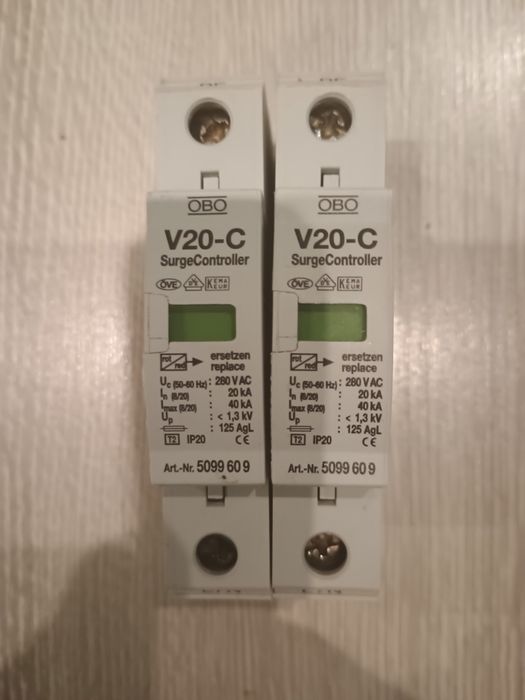 OBO
V20-C
SurgeController
ÖVE KEMA KEUR
rot red ersetzen replace
Uc (50-60 Hz) : 280 V AC
In (8/20) : 20 kA
Imax (8/20) : 40 kA
Up : < 1,3 kV
: 125 AgL
T2 IP20 CE
Art.-Nr. 5099 60 9
OBO
V20-C
SurgeController
ÖVE KEMA KEUR
rot red ersetzen replace
Uc (50-60 Hz) : 280 V AC
In (8/20) : 20 kA
Imax (8/20) : 40 kA
Up : < 1,3 kV
: 125 AgL
T2 IP20 CE
Art.-Nr. 5099 60 9